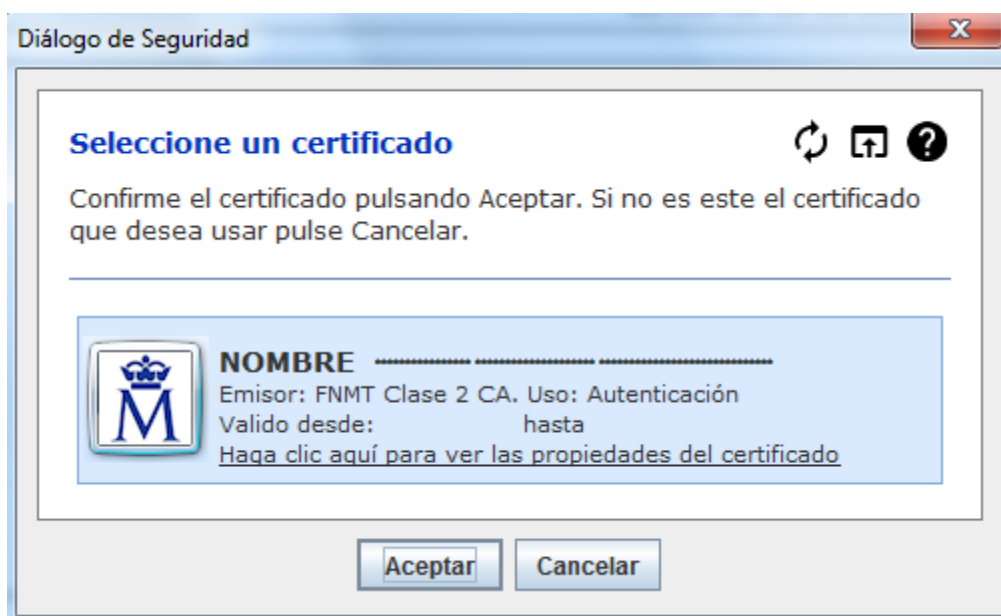 Diálogo de Seguridad
Seleccione un certificado
Confirme el certificado pulsando Aceptar. Si no es este el certificado
que desea usar pulse Cancelar.
NOMBRE
Emisor: FNMT Clase 2 CA. Uso: Autenticación
Valido desde: hasta
Haga clic aquí para ver las propiedades del certificado
Aceptar Cancelar